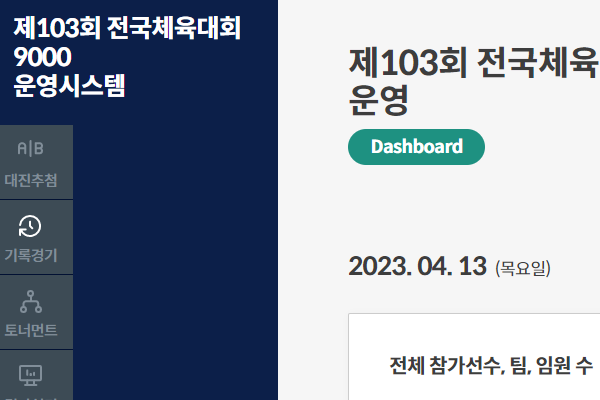 제103회 전국체육대회
9000
운영시스템
A|B
대진추첨
기록경기
토너먼트
제103회 전국체육
운영
Dashboard
2023. 04. 13 (목요일)
전체 참가선수, 팀, 임원 수